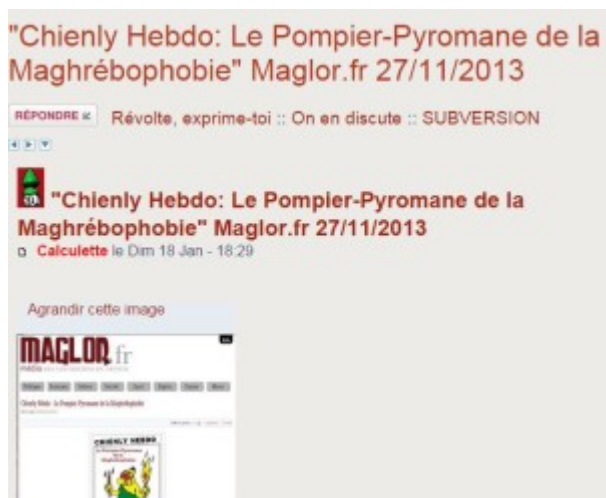 "Chienly Hebdo: Le Pompier-Pyromane de la
Maghrébophobie" Maglor.fr 27/11/2013
RÉPONDRE
Révolte, exprime-toi :: On en discute :: SUBVERSION
"Chienly Hebdo: Le Pompier-Pyromane de la
Maghrébophobie" Maglor.fr 27/11/2013
Calculette le Dim 18 Jan - 18:29
Agrandir cette image
MAGLOR.fr
CHIENLY HEBDO